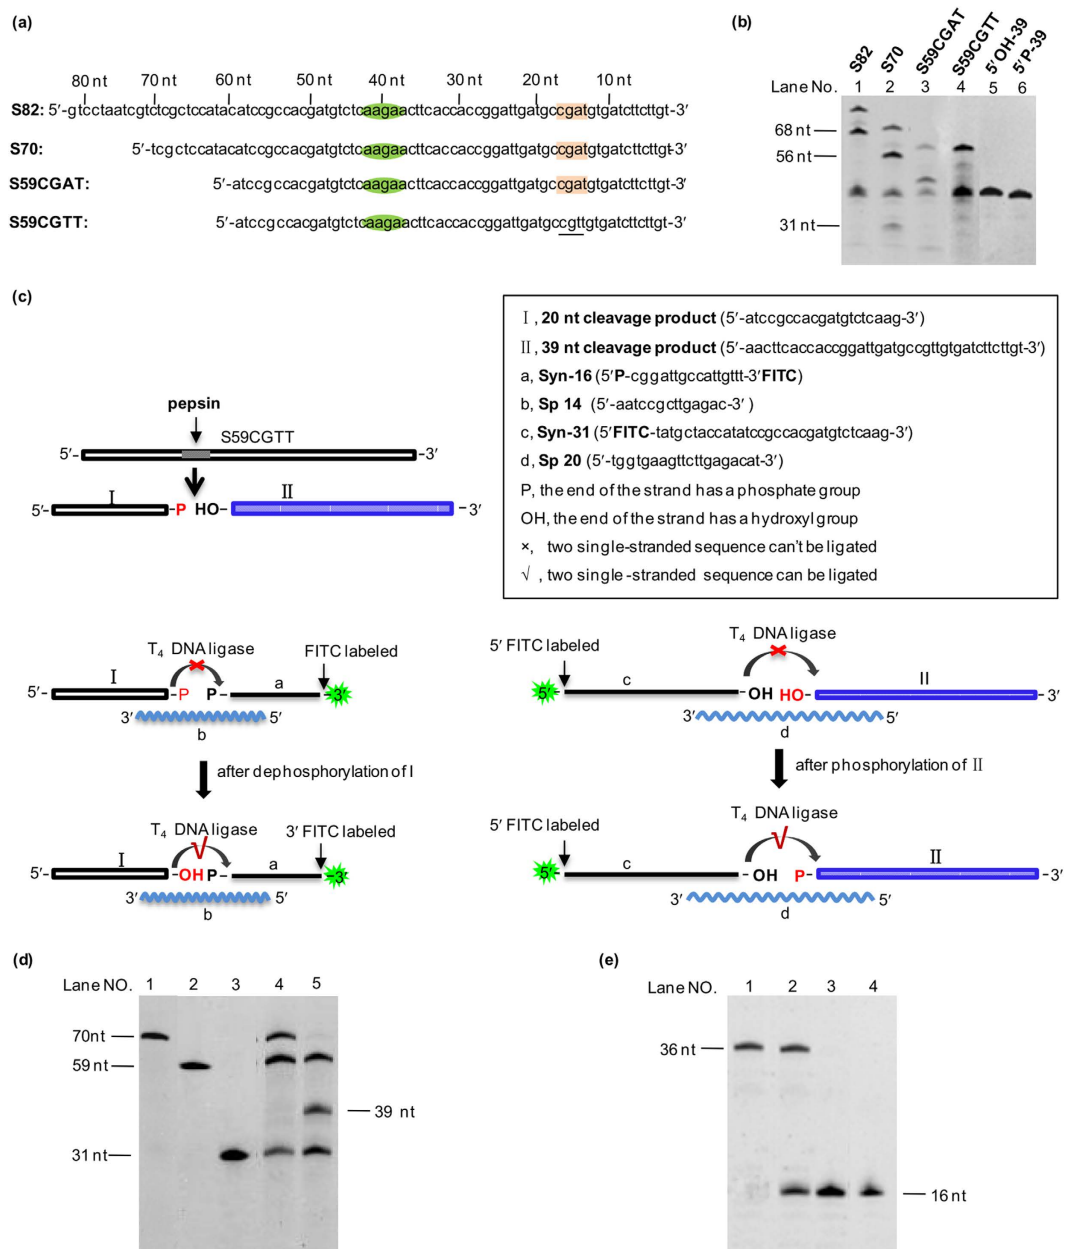 (a)
80 nt 70 nt 60 nt 50 nt 40 nt 30 nt 20 nt 10 nt
S82: 5′-gtcctaatcgtctcgctccatacatccgccacgatgtctcaagaacttcaccaccggattgatgccgatgtgatcttcttgt-3′
S70: 5′-tcgctccatacatccgccacgatgtctcaagaacttcaccaccggattgatgccgatgtgatcttcttgt-3′
S59CGAT: 5′-atccgccacgatgtctcaagaacttcaccaccggattgatgccgatgtgatcttcttgt-3′
S59CGTT: 5′-atccgccacgatgtctcaagaacttcaccaccggattgatgccgttgtgatcttcttgt-3′
(b)
S82 S70 S59CGAT S59CGTT 5′OH-39 5′P-39
Lane No. 1 2 3 4 5 6
68 nt
56 nt
31 nt
(c)
pepsin
S59CGTT
5′- -3′
I II
5′- -P HO- -3′
I, 20 nt cleavage product (5′-atccgccacgatgtctcaag-3′)
II, 39 nt cleavage product (5′-aacttcaccaccggattgatgccgttgtgatcttcttgt-3′)
a, Syn-16 (5′P-cggattgccattgttt-3′FITC)
b, Sp 14 (5′-aatccgcttgagac-3′ )
c, Syn-31 (5′FITC-tatgctaccatatccgccacgatgtctcaag-3′)
d, Sp 20 (5′-tggtgaagttcttgagacat-3′)
P, the end of the strand has a phosphate group
OH, the end of the strand has a hydroxyl group
×, two single-stranded sequence can't be ligated
√ , two single -stranded sequence can be ligated
T4 DNA ligase FITC labeled
I a
5′- -P P- -3′
3′ 5′
b
after dephosphorylation of I
T4 DNA ligase 3′ FITC labeled
I a
5′- -OH P- -3′
3′ 5′
b
5′ FITC labeled T4 DNA ligase
c II
5′- -OH HO- -3′
3′ 5′
d
after phosphorylation of II
5′ FITC labeled T4 DNA ligase
c II
5′- -OH P- -3′
3′ 5′
d
(d)
Lane NO. 1 2 3 4 5
70nt
59nt
39 nt
31nt
(e)
Lane NO. 1 2 3 4
36nt
16nt